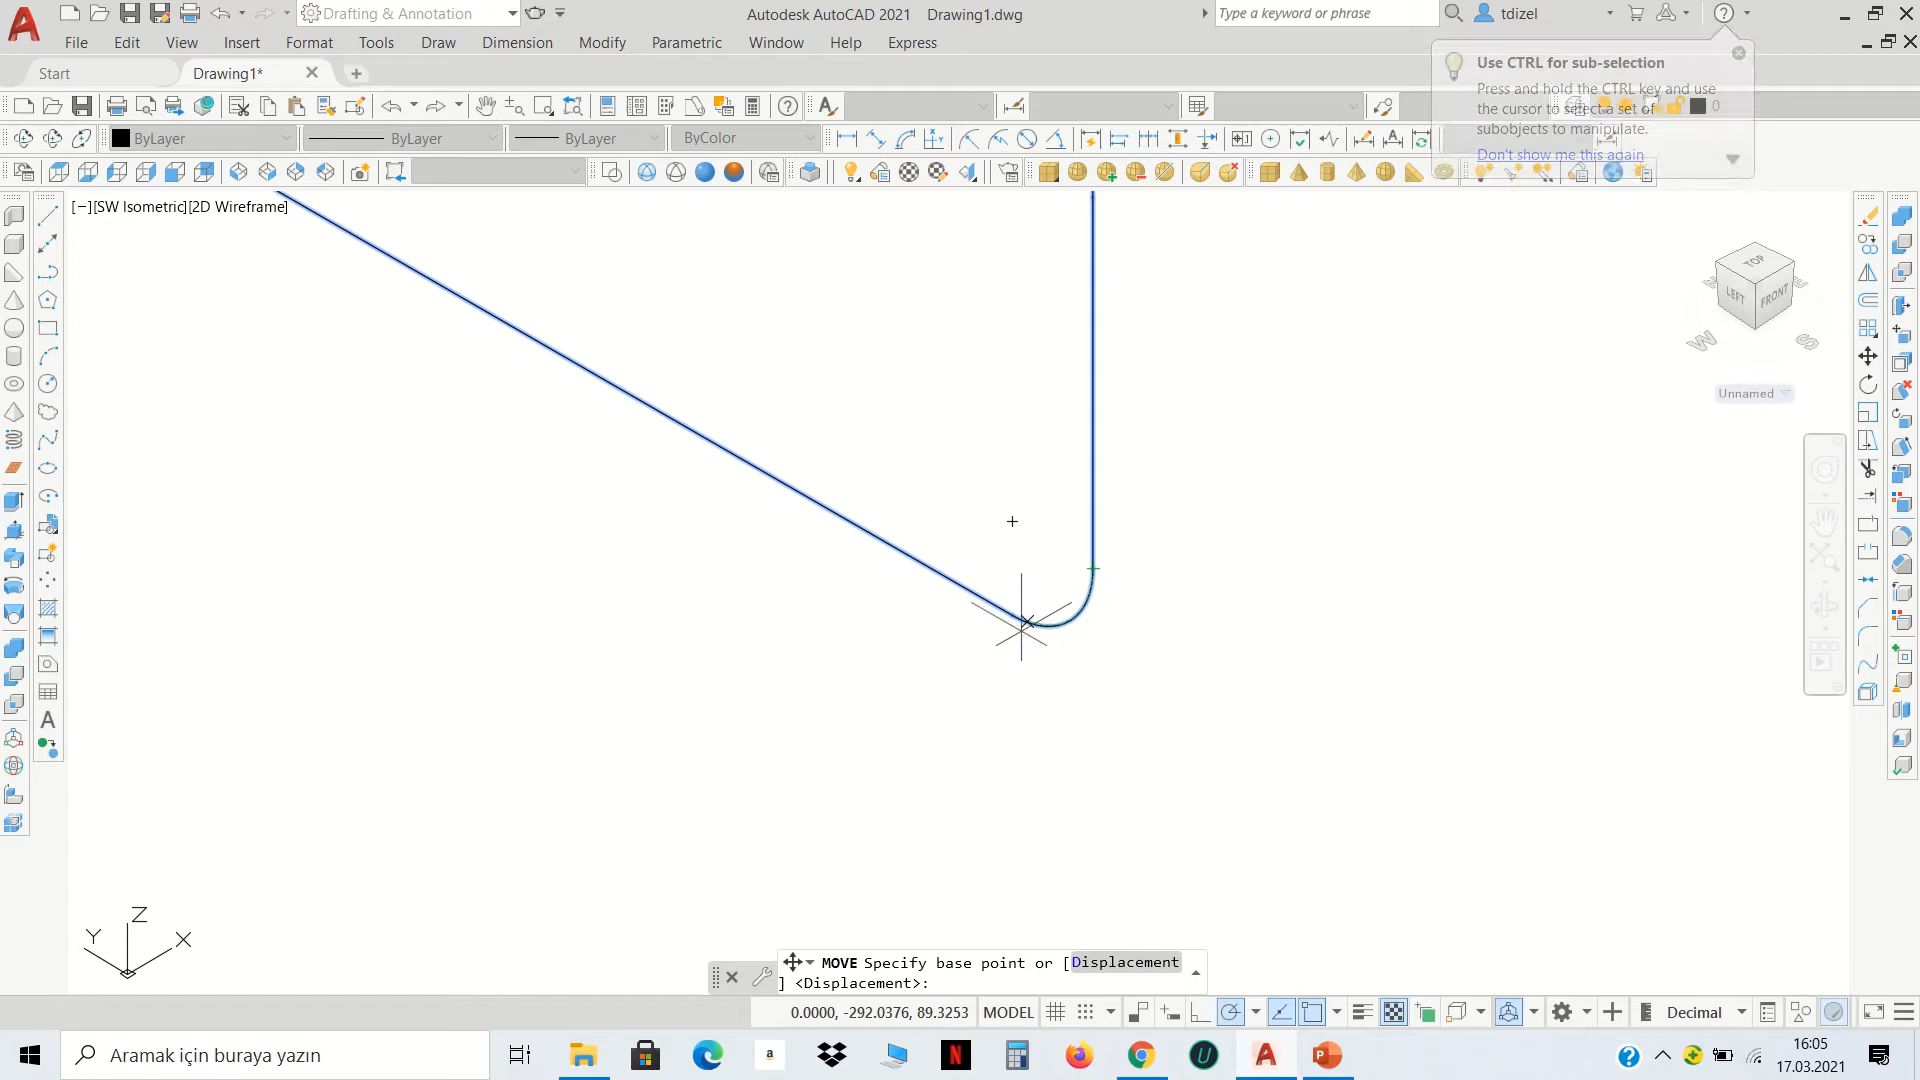 Drafting & Annotation
Autodesk AutoCAD 2021 Drawing1.dwg
Type a keyword or phrase
tdizel
File Edit View Insert Format Tools Draw Dimension Modify Parametric Window Help Express
Start
Drawing1*
Use CTRL for sub-selection
Press and hold the CTRL key and use
the cursor to select a set of
subobjects to manipulate.
Don't show me this again
0
ByLayer
ByLayer
ByLayer
ByColor
[−][SW Isometric][2D Wireframe]
TOP
LEFT
FRONT
W
S
Unnamed
Z
Y
X
MOVE Specify base point or [Displacement
] <Displacement>:
0.0000, -292.0376, 89.3253
MODEL
Decimal
Aramak için buraya yazın
16:05
17.03.2021